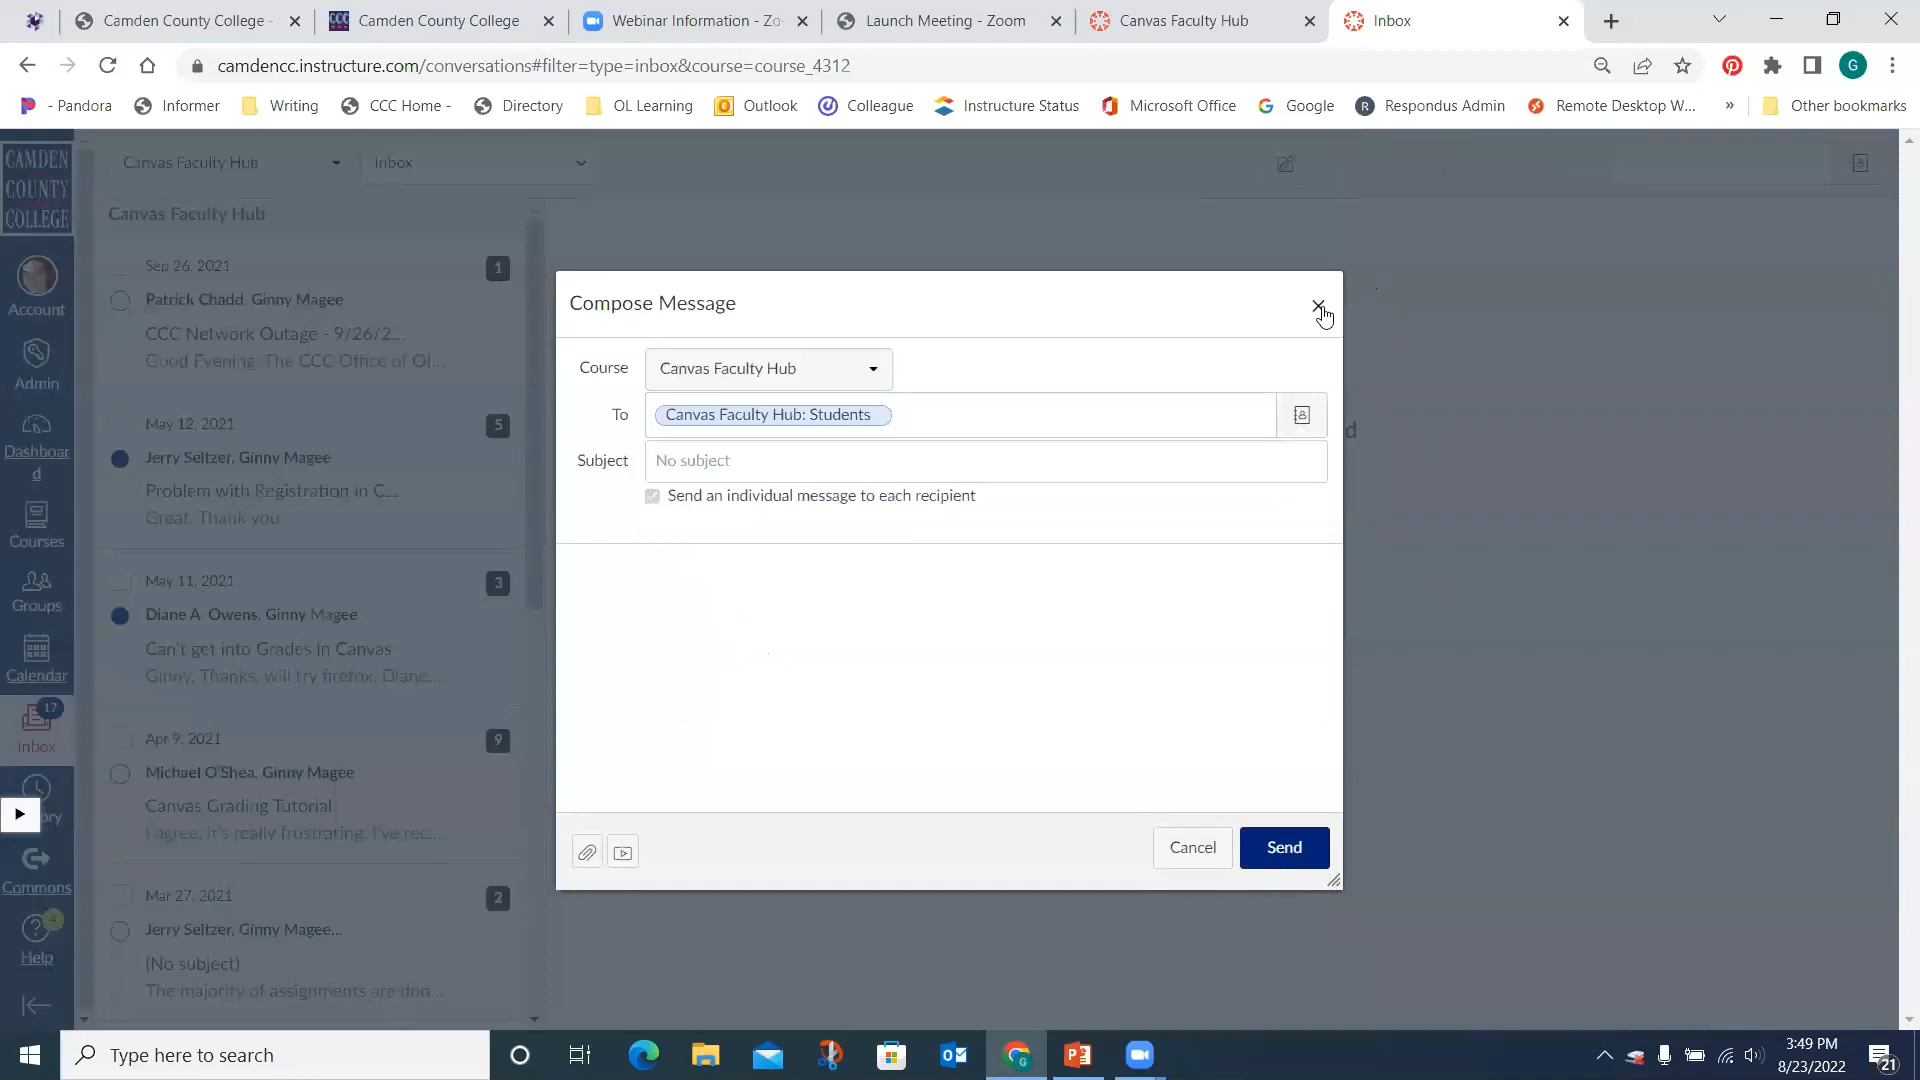 Camden County College -
Camden County College
Webinar Information - Zo
Launch Meeting - Zoom
Canvas Faculty Hub
Inbox
camdencc.instructure.com/conversations#filter=type=inbox&course=course_4312
G
- Pandora
Informer
Writing
CCC Home -
Directory
OL Learning
Outlook
Colleague
Instructure Status
Microsoft Office
Google
Respondus Admin
Remote Desktop W...
»
Other bookmarks
CAMDEN
COUNTY
COLLEGE
Account
Admin
Dashboar
d
Courses
Groups
Calendar
17
Inbox
ory
Commons
4
Help
Canvas Faculty Hub
Inbox
Canvas Faculty Hub
Sep 26, 2021
1
Patrick Chadd, Ginny Magee
CCC Network Outage - 9/26/2...
Good Evening: The CCC Office of Ol...
May 12, 2021
5
Jerry Seltzer, Ginny Magee
Problem with Registration in C...
Great. Thank you
May 11, 2021
3
Diane A. Owens, Ginny Magee
Can't get into Grades in Canvas
Ginny, Thanks, will try firefox. Diane...
Apr 9, 2021
9
Michael O'Shea, Ginny Magee
Canvas Grading Tutorial
I agree, it's really frustrating. I've rec...
Mar 27, 2021
2
Jerry Seltzer, Ginny Magee...
(No subject)
The majority of assignments are don...
Compose Message
Course
Canvas Faculty Hub
To
Canvas Faculty Hub: Students
Subject
No subject
Send an individual message to each recipient
d
Cancel
Send
Type here to search
3:49 PM
8/23/2022
21